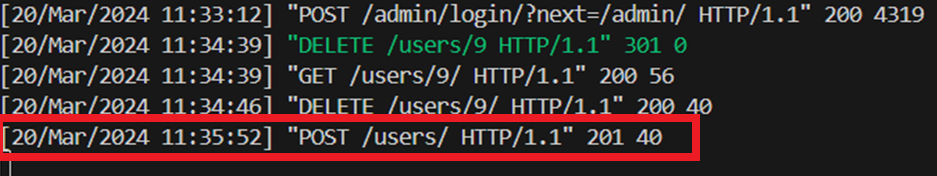 [20/Mar/2024 11:33:12] "POST /admin/login/?next=/admin/ HTTP/1.1" 200 4319
[20/Mar/2024 11:34:39] "DELETE /users/9 HTTP/1.1" 301 0
[20/Mar/2024 11:34:39] "GET /users/9/ HTTP/1.1" 200 56
[20/Mar/2024 11:34:46] "DELETE /users/9/ HTTP/1.1" 200 40
[20/Mar/2024 11:35:52] "POST /users/ HTTP/1.1" 201 40